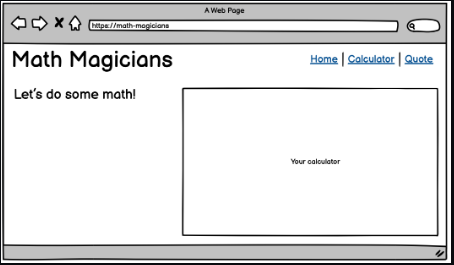 A Web Page
https://math-magicians
Math Magicians
Home | Calculator | Quote
Let's do some math!
Your calculator